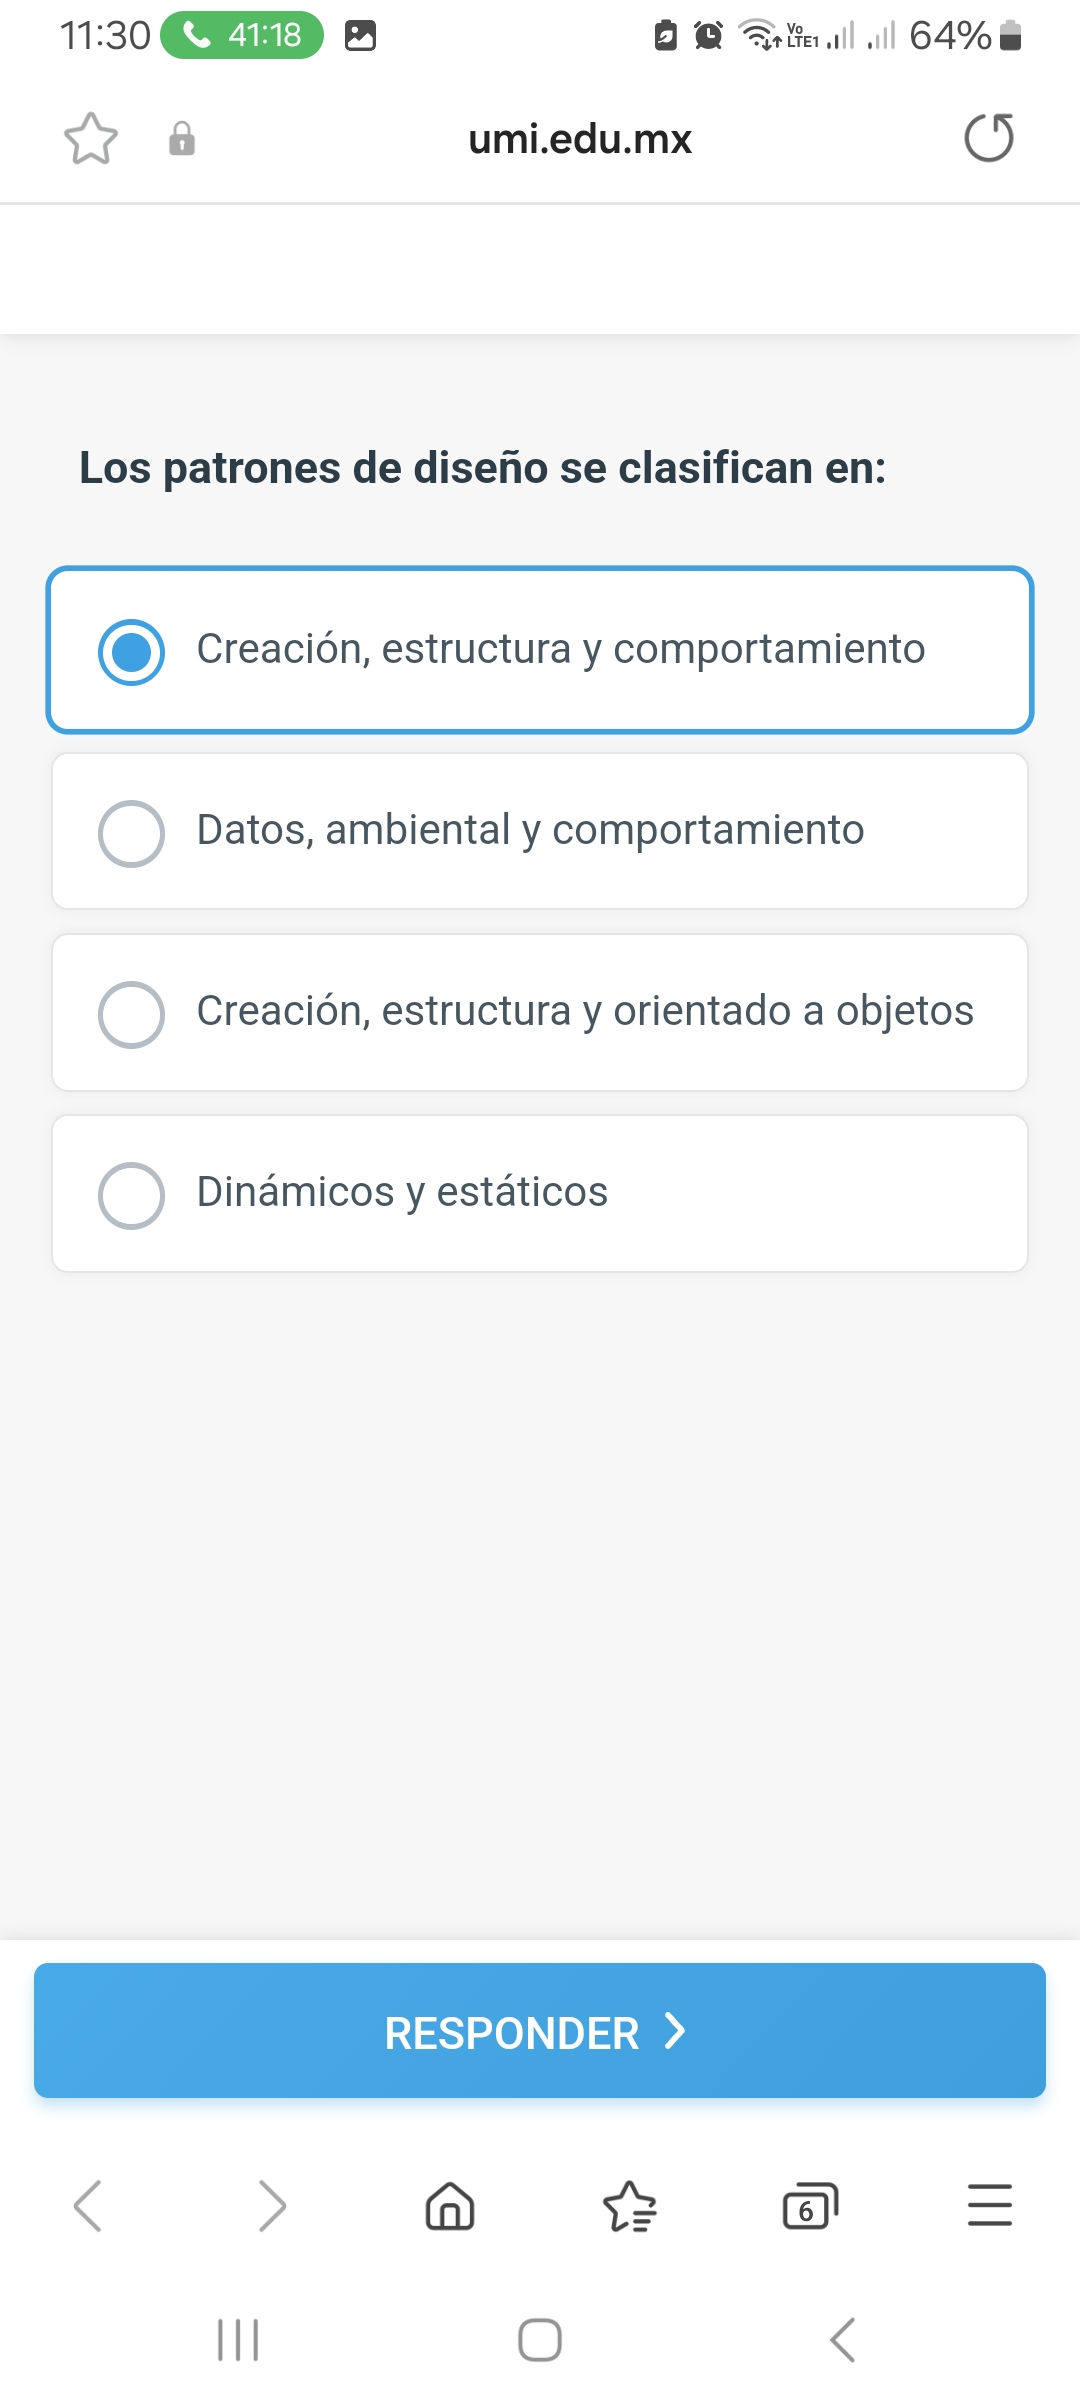 11:30 41:18 Vo LTE1 64%
umi.edu.mx
Los patrones de diseño se clasifican en:
Creación, estructura y comportamiento
Datos, ambiental y comportamiento
Creación, estructura y orientado a objetos
Dinámicos y estáticos
RESPONDER
6